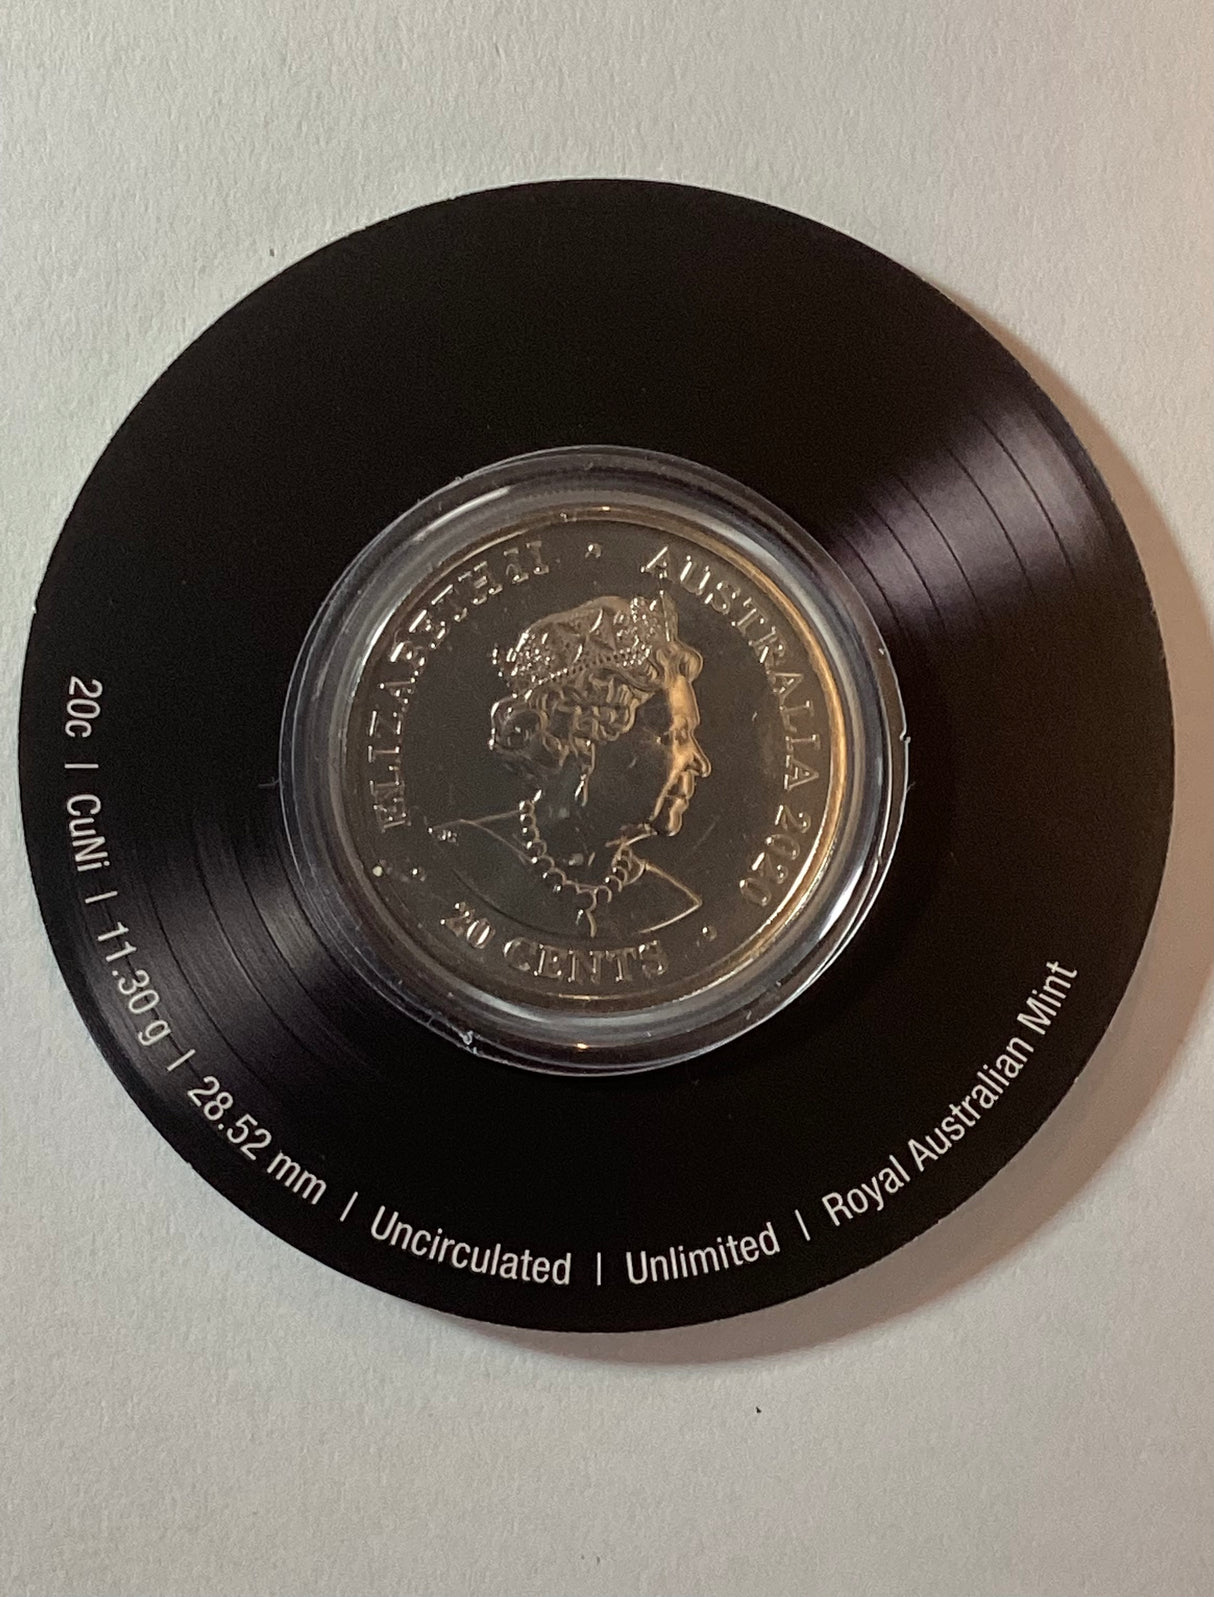 ELIZABETH II • AUSTRALIA 2020
20 CENTS
20c | CuNi | 11.30 g | 28.52 mm | Uncirculated | Unlimited | Royal Australian Mint